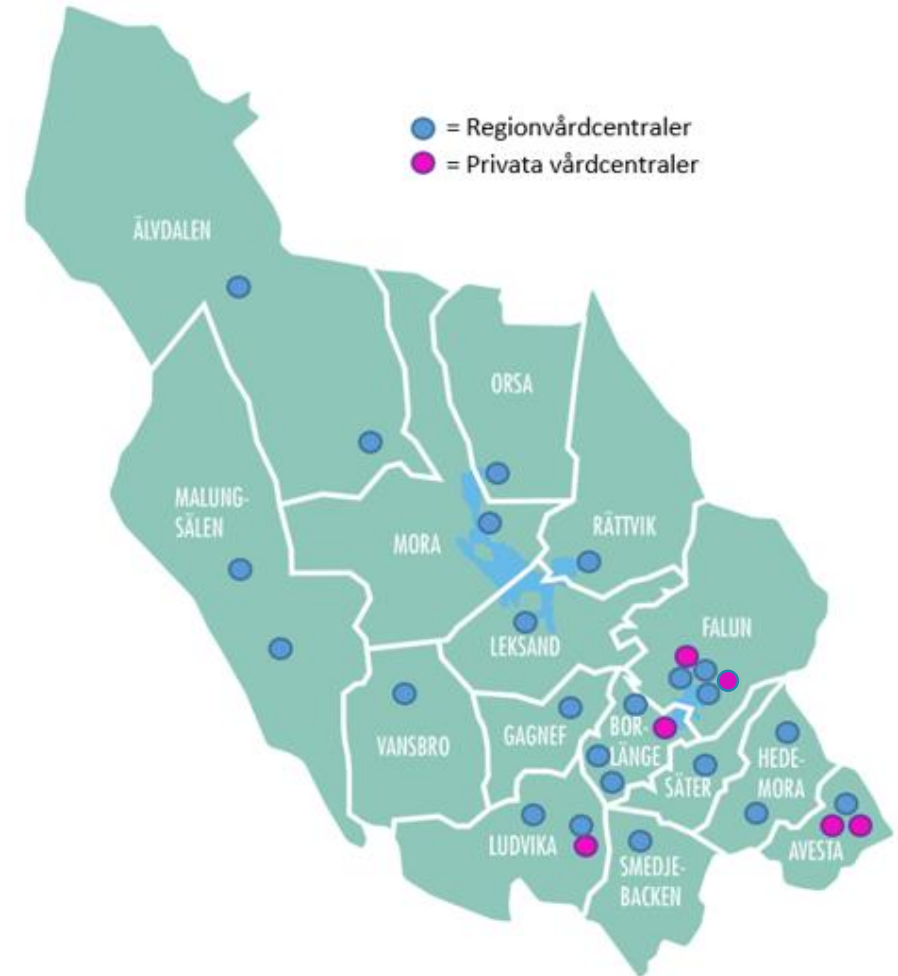 = Regionvårdcentraler
= Privata vårdcentraler
ÄLVDALEN
ORSA
MALUNG-
SÄLEN
MORA
RÄTTVIK
LEKSAND
FALUN
VANSBRO
GAGNEF
BOR-
LÄNGE
SÄTER
HEDE-
MORA
LUDVIKA
SMEDJE-
BACKEN
AVESTA